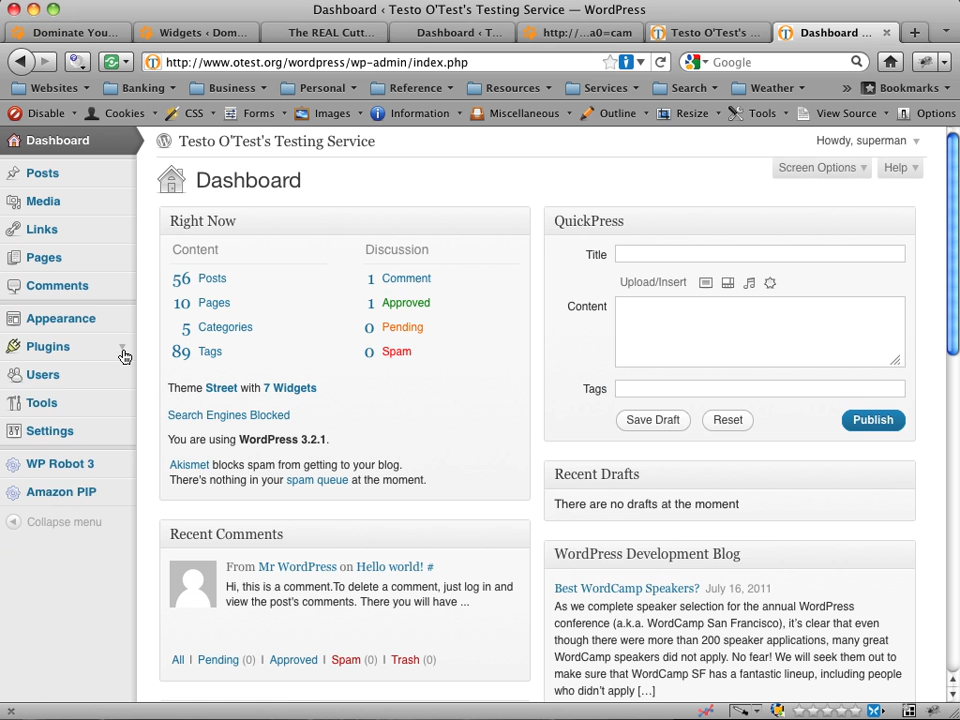 Dashboard ‹ Testo O'Test's Testing Service — WordPress
Dominate You...
Widgets ‹ Dom...
The REAL Cutt...
Dashboard ‹ T...
http://...a0=cam
Testo O'Test's ...
Dashboard ...
http://www.otest.org/wordpress/wp-admin/index.php
Google
Websites
Banking
Business
Personal
Reference
Resources
Services
Search
Weather
»
Bookmarks
Disable
Cookies
CSS
Forms
Images
Information
Miscellaneous
Outline
Resize
Tools
View Source
Options
Dashboard
Posts
Media
Links
Pages
Comments
Appearance
Plugins
Users
Tools
Settings
WP Robot 3
Amazon PIP
Collapse menu
Testo O'Test's Testing Service
Howdy, superman
Screen Options
Help
Dashboard
Right Now
Content
Discussion
56 Posts
1 Comment
10 Pages
1 Approved
5 Categories
0 Pending
89 Tags
0 Spam
Theme Street with 7 Widgets
Search Engines Blocked
You are using WordPress 3.2.1.
Akismet blocks spam from getting to your blog.
There's nothing in your spam queue at the moment.
Recent Comments
From Mr WordPress on Hello world! #
Hi, this is a comment.To delete a comment, just log in and
view the post's comments. There you will have ...
All | Pending (0) | Approved | Spam (0) | Trash (0)
QuickPress
Title
Upload/Insert
Content
Tags
Save Draft
Reset
Publish
Recent Drafts
There are no drafts at the moment
WordPress Development Blog
Best WordCamp Speakers? July 16, 2011
As we complete speaker selection for the annual WordPress
conference (a.k.a. WordCamp San Francisco), it's clear that even
though there were more than 200 speaker applications, many great
WordCamp speakers did not apply. No fear! We will seek them out to
make sure that WordCamp SF has a fantastic lineup, including people
who didn't apply [...]